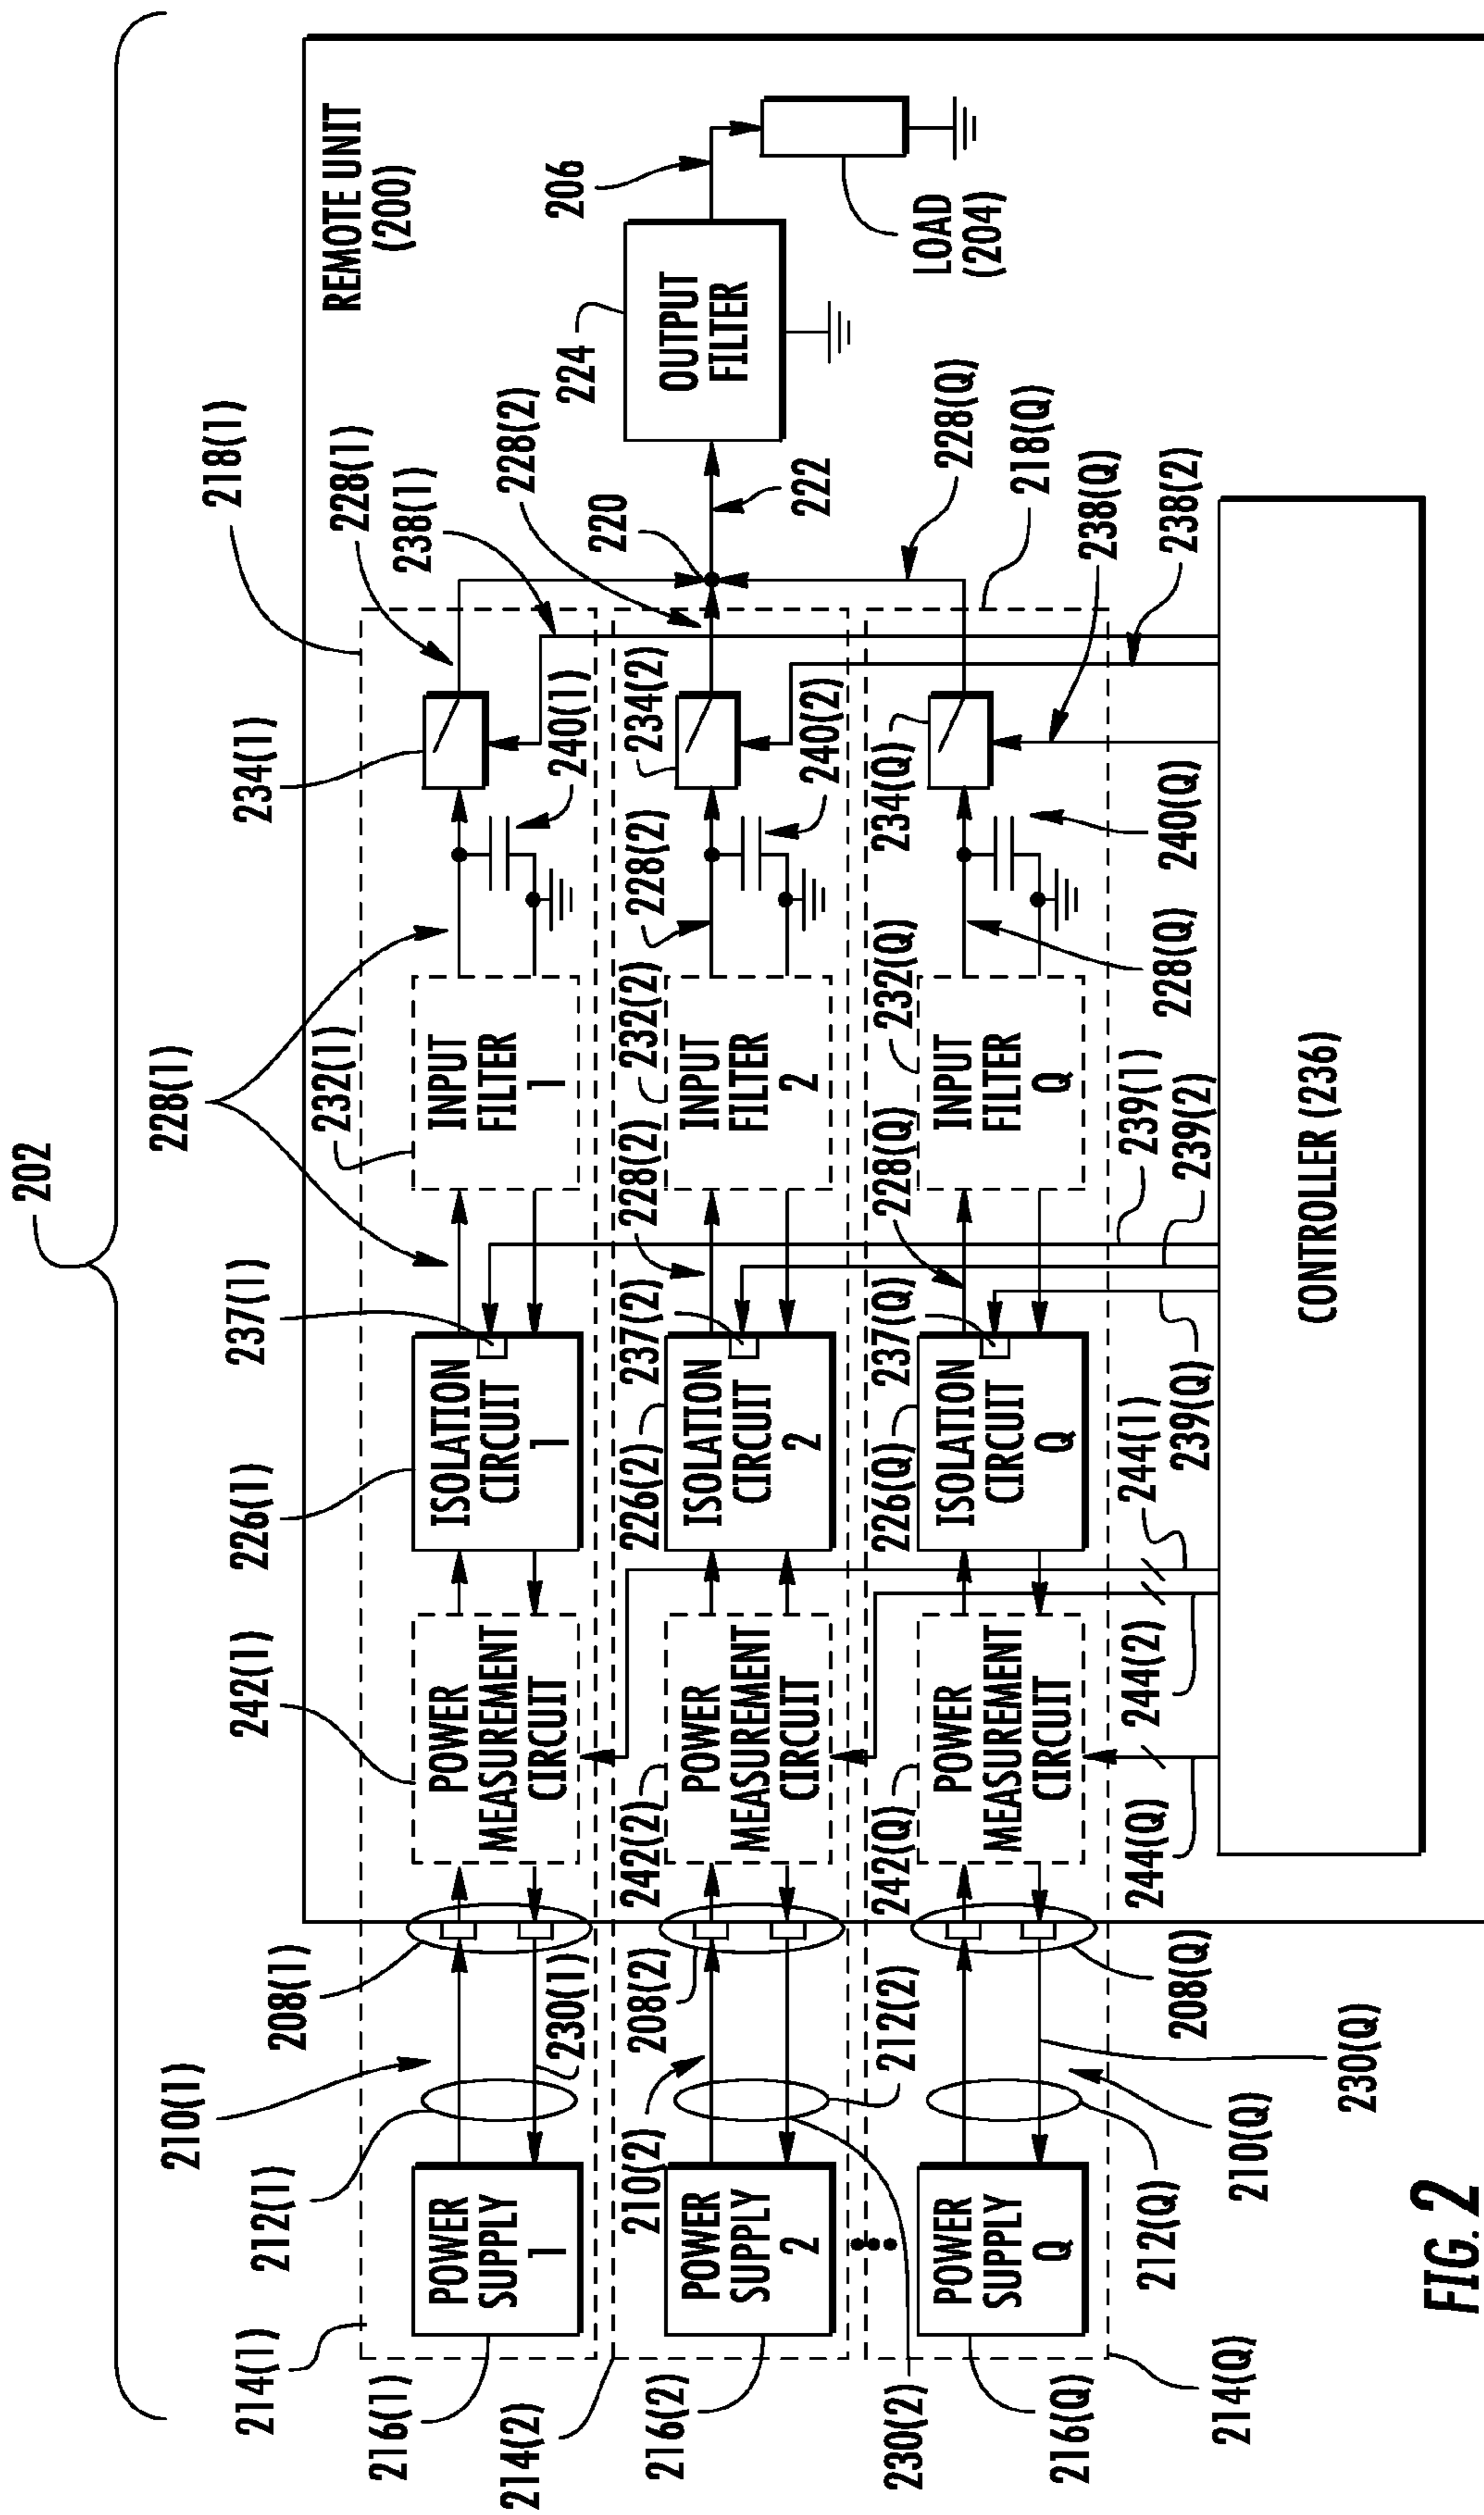 202
REMOTE UNIT
(200)
218(1)
228(1)
228(1)
238(1)
234(1)
232(1)
237(1)
226(1)
242(1)
208(1)
210(1)
212(1)
214(1)
216(1)
230(1)
240(1)
POWER
SUPPLY
1
POWER
MEASUREMENT
CIRCUIT
ISOLATION
CIRCUIT
1
INPUT
FILTER
1
214(2)
216(2)
210(2)
208(2)
242(2)
226(2)
237(2)
228(2)
232(2)
228(2)
234(2)
228(2)
220
224
206
POWER
SUPPLY
2
POWER
MEASUREMENT
CIRCUIT
ISOLATION
CIRCUIT
2
INPUT
FILTER
2
OUTPUT
FILTER
222
240(2)
212(2)
230(2)
242(Q)
226(Q)
237(Q)
228(Q)
232(Q)
234(Q)
228(Q)
218(Q)
LOAD
(204)
POWER
SUPPLY
Q
POWER
MEASUREMENT
CIRCUIT
ISOLATION
CIRCUIT
Q
INPUT
FILTER
Q
216(Q)
214(Q)
212(Q)
210(Q)
230(Q)
208(Q)
244(Q)
244(2)
244(1)
239(Q)
239(1)
239(2)
228(Q)
240(Q)
238(Q)
238(2)
CONTROLLER (236)
FIG. 2